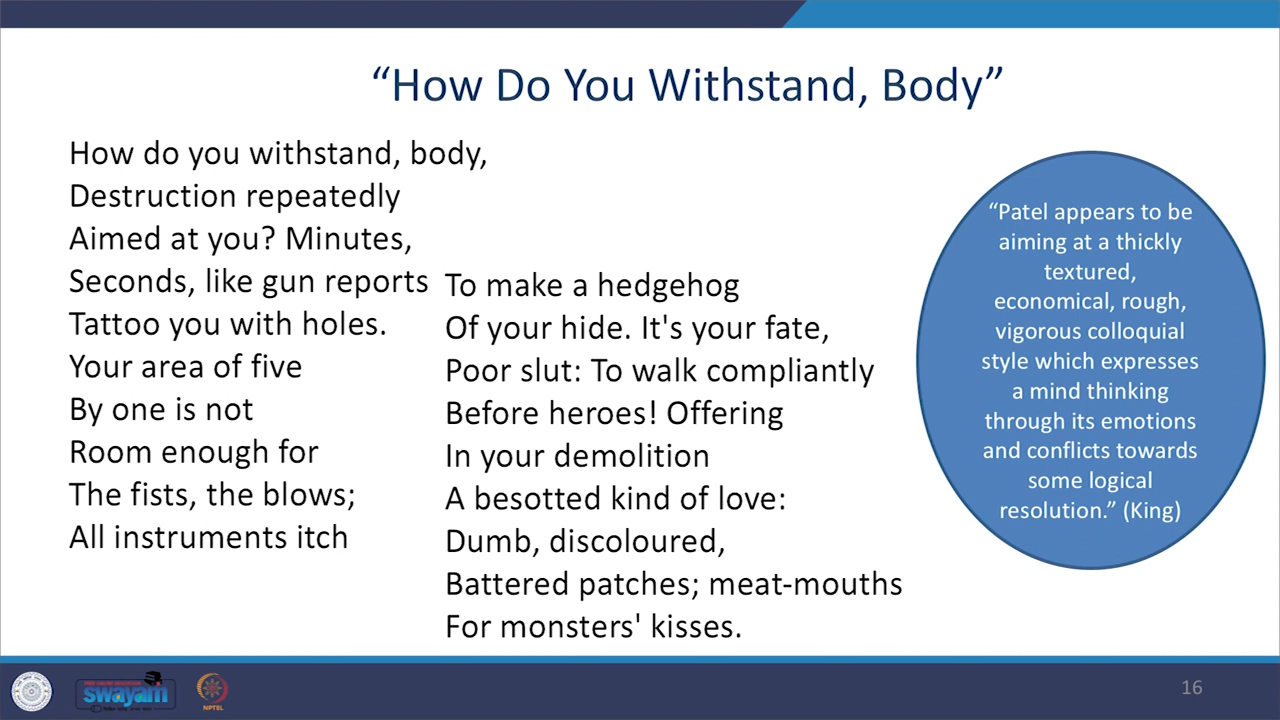 “How Do You Withstand, Body”
How do you withstand, body,
Destruction repeatedly
Aimed at you? Minutes,
Seconds, like gun reports
Tattoo you with holes.
Your area of five
By one is not
Room enough for
The fists, the blows;
All instruments itch
To make a hedgehog
Of your hide. It's your fate,
Poor slut: To walk compliantly
Before heroes! Offering
In your demolition
A besotted kind of love:
Dumb, discoloured,
Battered patches; meat-mouths
For monsters' kisses.
“Patel appears to be
aiming at a thickly
textured,
economical, rough,
vigorous colloquial
style which expresses
a mind thinking
through its emotions
and conflicts towards
some logical
resolution.” (King)
swayam
NPTEL
16